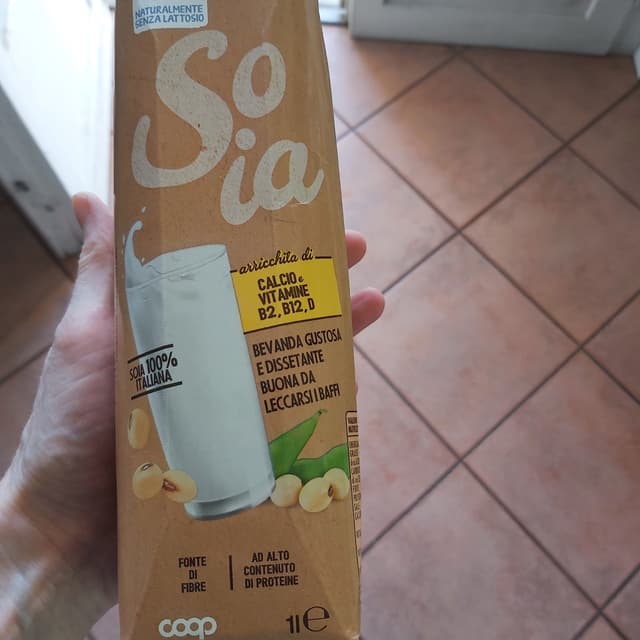 NATURALMENTE
SENZA LATTOSIO
So
ia
arricchita di
CALCIO e
VITAMINE
B2, B12, D
BEVANDA GUSTOSA
E DISSETANTE
BUONA DA
LECCARSI I BAFFI
SOIA 100%
ITALIANA
FONTE
DI
FIBRE
AD ALTO
CONTENUTO
DI PROTEINE
coop
1l e